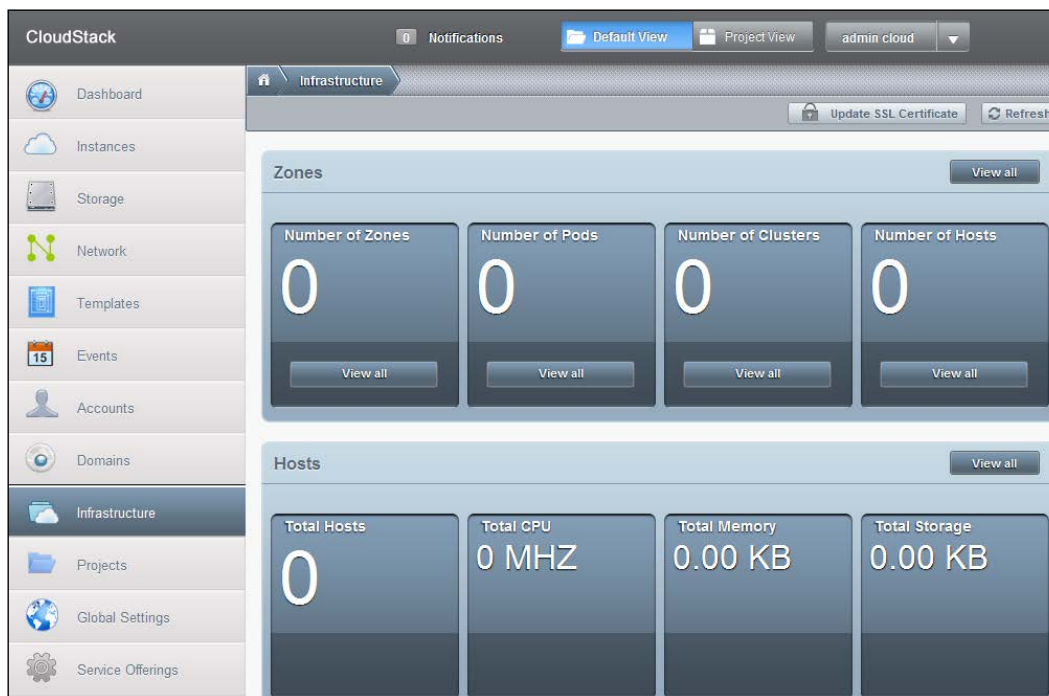 CloudStack
0 Notifications
Default View
Project View
admin cloud
Infrastructure
Update SSL Certificate
Refresh
Dashboard
Instances
Storage
Network
Templates
15
Events
Accounts
Domains
Infrastructure
Projects
Global Settings
Service Offerings
Zones
View all
Number of Zones
0
View all
Number of Pods
0
View all
Number of Clusters
0
View all
Number of Hosts
0
View all
Hosts
View all
Total Hosts
0
Total CPU
0 MHZ
Total Memory
0.00 KB
Total Storage
0.00 KB